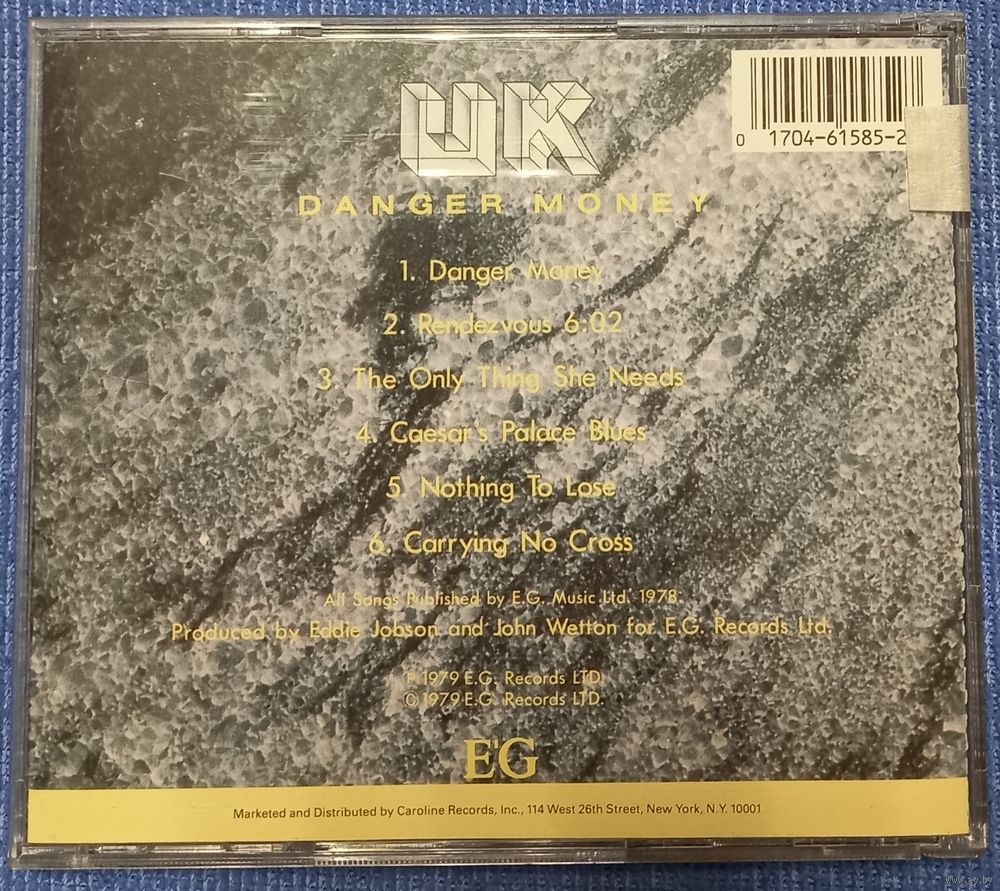 UK
0 1704-61585-2
DANGER MONEY
1. Danger Money
2. Rendezvous 6:02
3. The Only Thing She Needs
4. Caesar's Palace Blues
5. Nothing To Lose
6. Carrying No Cross
All Songs Published by E.G. Music Ltd. 1978.
Produced by Eddie Jobson and John Wetton for E.G. Records Ltd.
℗ 1979 E.G. Records LTD.
© 1979 E.G. Records LTD.
E'G
Marketed and Distributed by Caroline Records, Inc., 114 West 26th Street, New York, N.Y. 10001
www.ay.by